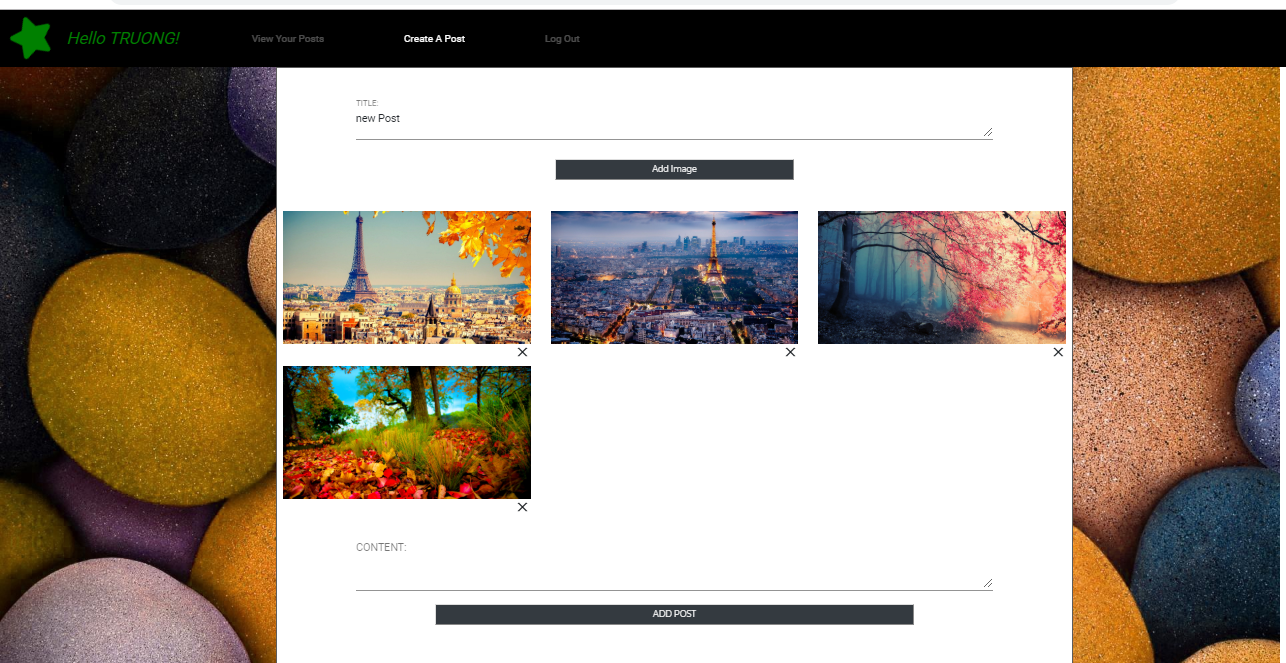 Hello TRUONG!
View Your Posts
Create A Post
Log Out
TITLE:
new Post
Add Image
CONTENT:
ADD POST